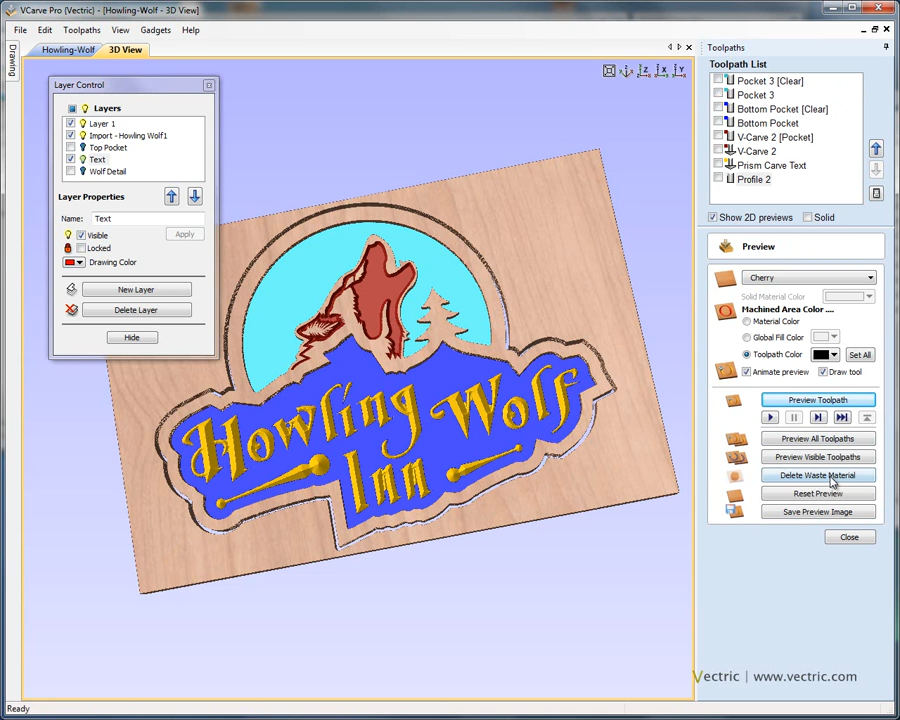 VCarve Pro (Vectric) - [Howling-Wolf - 3D View]
File Edit Toolpaths View Gadgets Help
Drawing
Howling-Wolf 3D View
Layer Control
Layers
Layer 1
Import - Howling Wolf1
Top Pocket
Text
Wolf Detail
Layer Properties
Name: Text
Visible
Apply
Locked
Drawing Color
New Layer
Delete Layer
Hide
Z X Y
Howling Wolf
Inn
Toolpaths
Toolpath List
Pocket 3 [Clear]
Pocket 3
Bottom Pocket [Clear]
Bottom Pocket
V-Carve 2 [Pocket]
V-Carve 2
Prism Carve Text
Profile 2
Show 2D previews Solid
Preview
Cherry
Solid Material Color
Machined Area Color ....
Material Color
Global Fill Color
Toolpath Color Set All
Animate preview Draw tool
Preview Toolpath
Preview All Toolpaths
Preview Visible Toolpaths
Delete Waste Material
Reset Preview
Save Preview Image
Close
Vectric | www.vectric.com
Ready